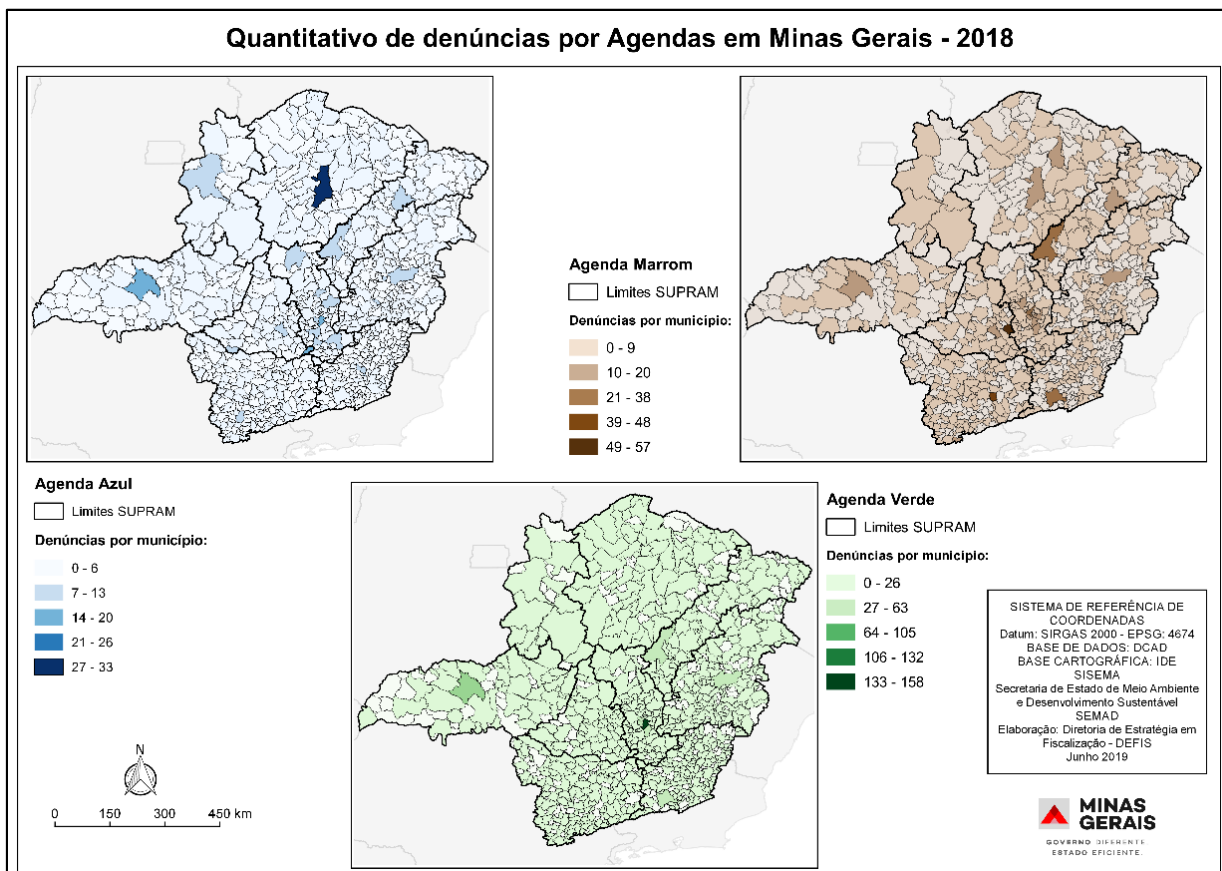 Quantitativo de denúncias por Agendas em Minas Gerais - 2018
Agenda Marrom
Limites SUPRAM
Denúncias por município:
0 - 9
10 - 20
21 - 38
39 - 48
49 - 57
Agenda Azul
Limites SUPRAM
Denúncias por município:
0 - 6
7 - 13
14 - 20
21 - 26
27 - 33
N
0 150 300 450 km
Agenda Verde
Limites SUPRAM
Denúncias por município:
0 - 26
27 - 63
64 - 105
106 - 132
133 - 158
SISTEMA DE REFERÊNCIA DE
COORDENADAS
Datum: SIRGAS 2000 - EPSG: 4674
BASE DE DADOS: DCAD
BASE CARTOGRÁFICA: IDE
SISEMA
Secretaria de Estado de Meio Ambiente
e Desenvolvimento Sustentável
SEMAD
Elaboração: Diretoria de Estratégia em
Fiscalização - DEFIS
Junho 2019
MINAS
GERAIS
GOVERNO DIFERENTE
ESTADO EFICIENTE.